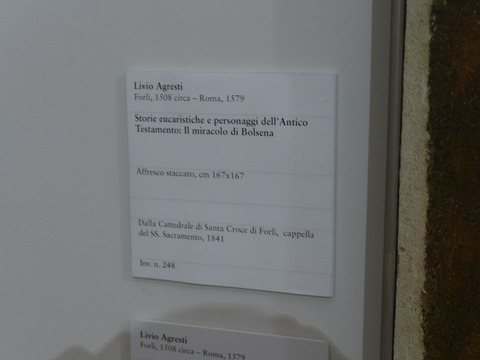 Livio Agresti
Forlì, 1508 circa – Roma, 1579
Storie eucaristiche e personaggi dell'Antico
Testamento: Il miracolo di Bolsena
Affresco staccato, cm 167x167
Dalla Cattedrale di Santa Croce di Forlì, cappella
del SS. Sacramento, 1841
Inv. n. 248
Livio Agresti
Forlì, 1508 circa – Roma, 1579